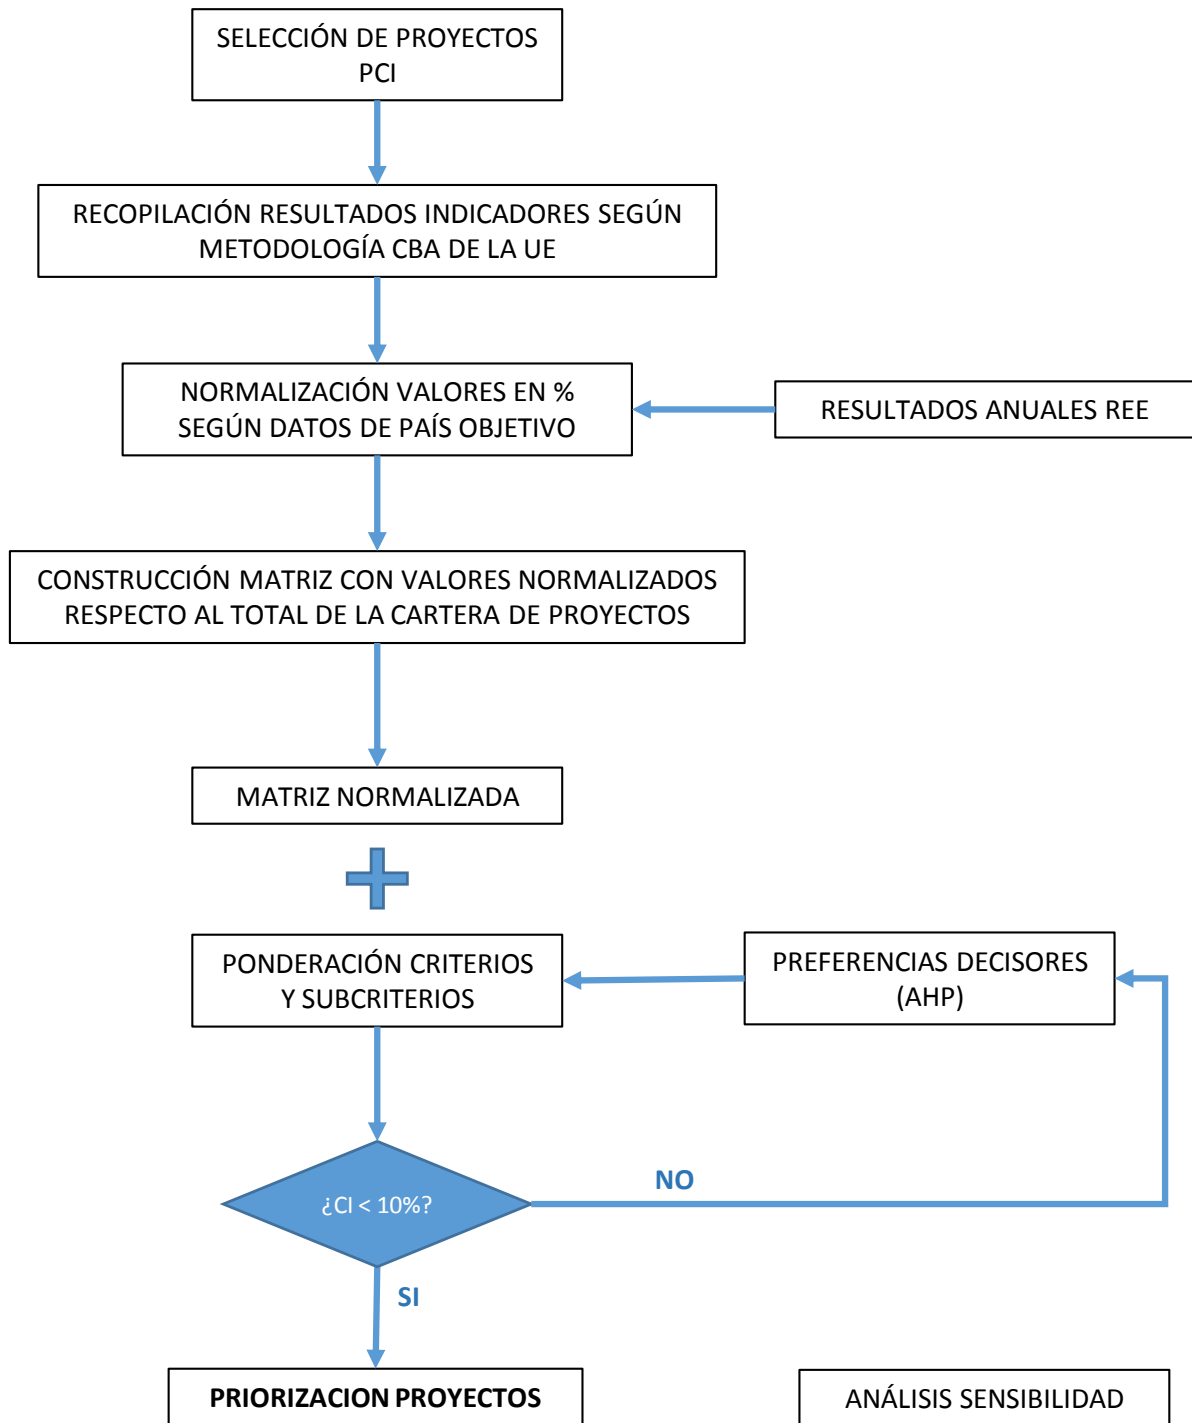 SELECCIÓN DE PROYECTOS
PCI
RECOPILACIÓN RESULTADOS INDICADORES SEGÚN
METODOLOGÍA CBA DE LA UE
NORMALIZACIÓN VALORES EN %
SEGÚN DATOS DE PAÍS OBJETIVO
RESULTADOS ANUALES REE
CONSTRUCCIÓN MATRIZ CON VALORES NORMALIZADOS
RESPECTO AL TOTAL DE LA CARTERA DE PROYECTOS
MATRIZ NORMALIZADA
PONDERACIÓN CRITERIOS
Y SUBCRITERIOS
PREFERENCIAS DECISORES
(AHP)
¿CI < 10%?
NO
SI
PRIORIZACION PROYECTOS
ANÁLISIS SENSIBILIDAD